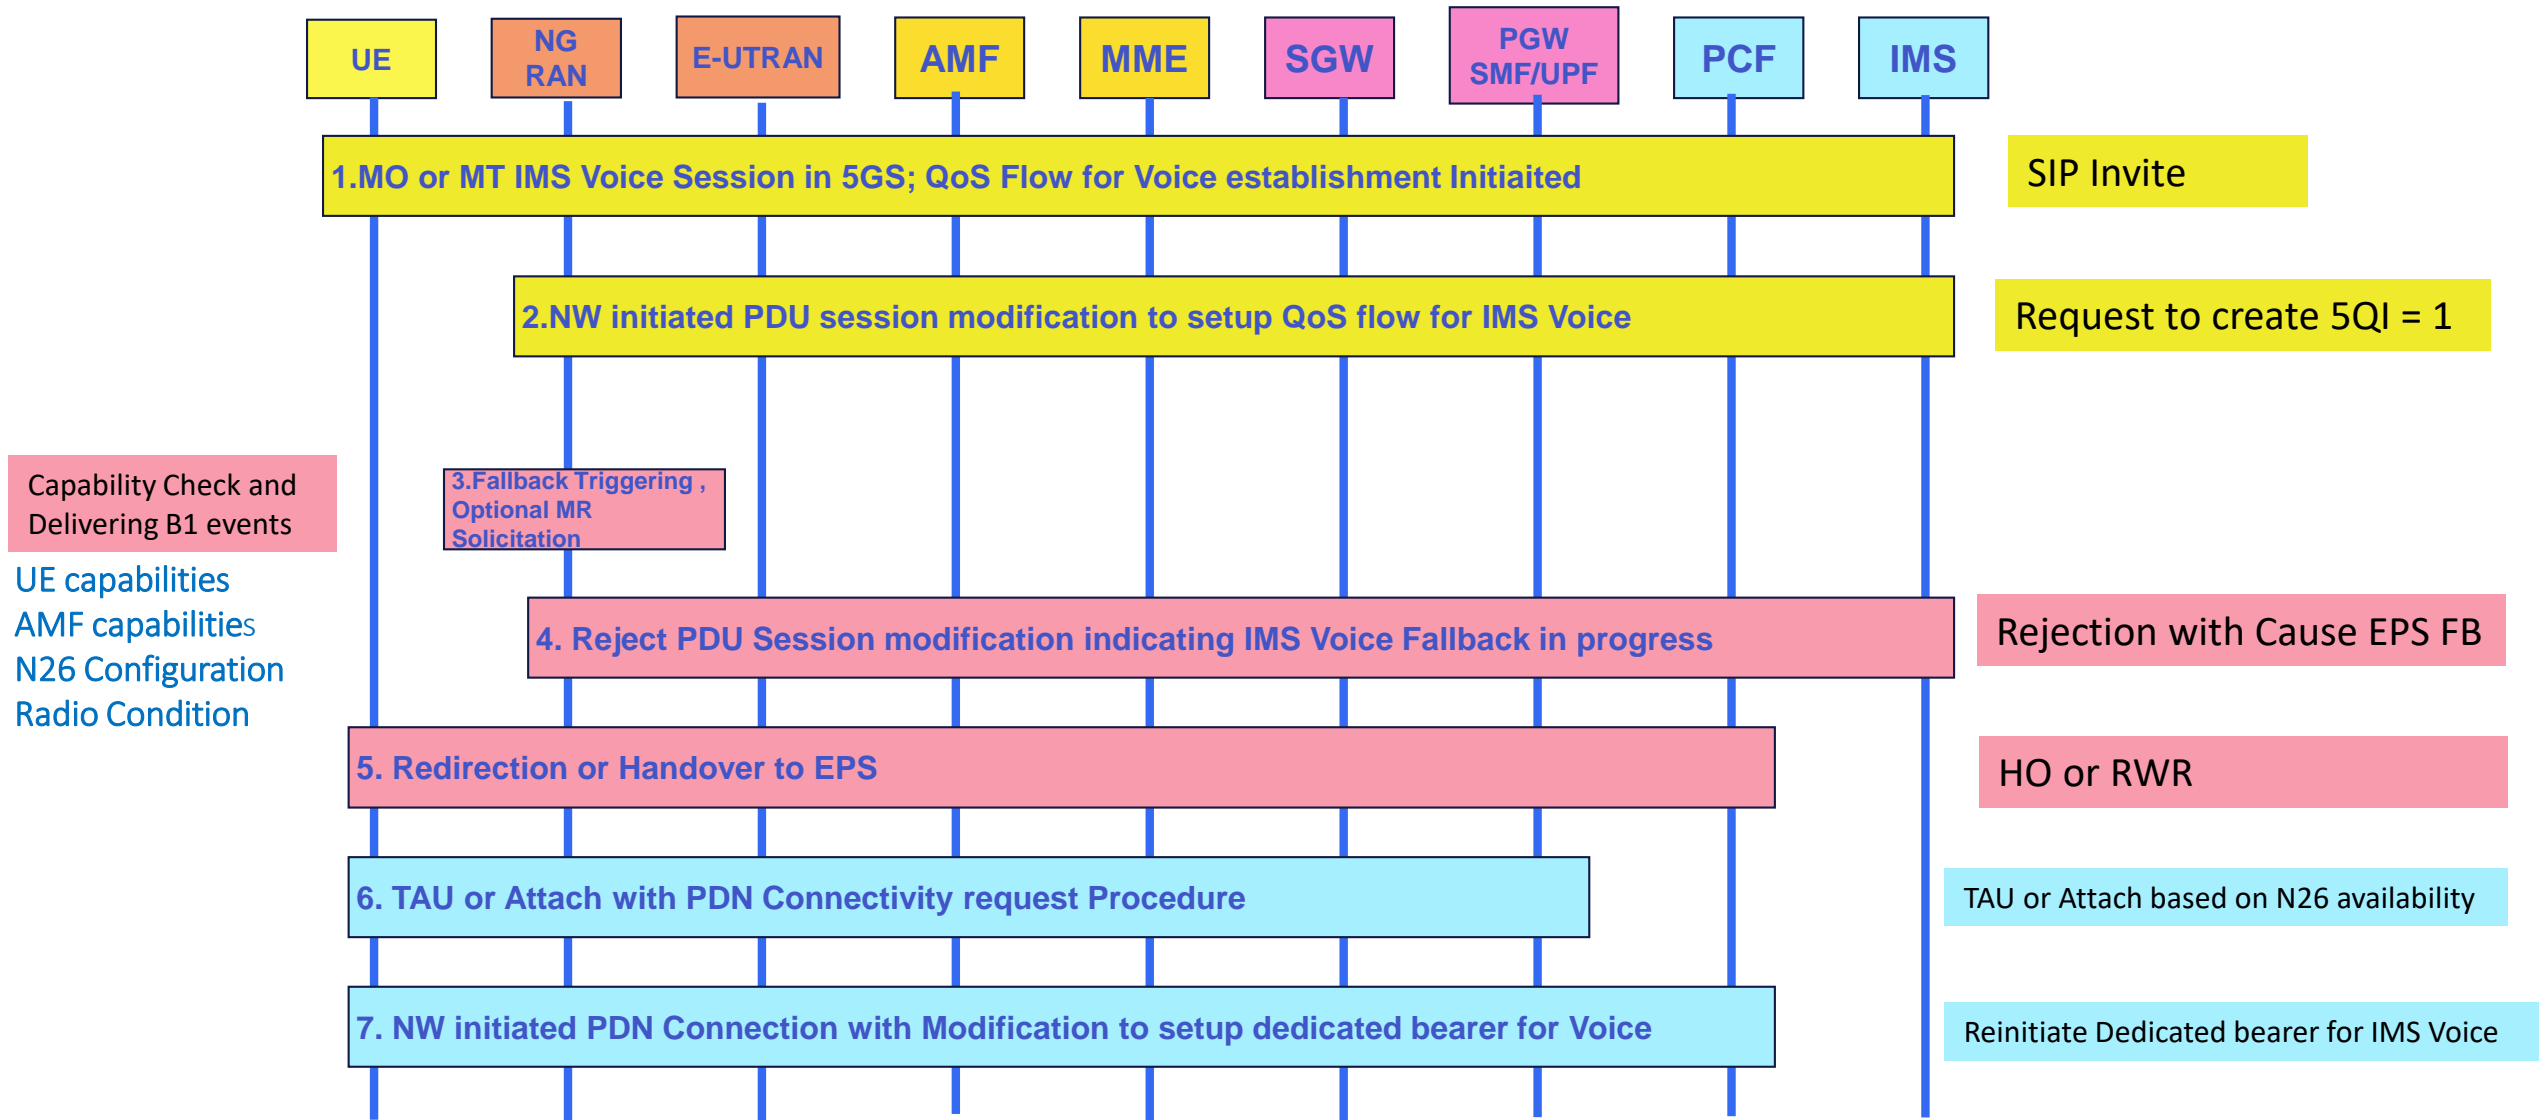 UE
NG
RAN
E-UTRAN
AMF
MME
SGW
PGW
SMF/UPF
PCF
IMS
1.MO or MT IMS Voice Session in 5GS; QoS Flow for Voice establishment Initiaited
SIP Invite
2.NW initiated PDU session modification to setup QoS flow for IMS Voice
Request to create 5QI = 1
Capability Check and
Delivering B1 events
3.Fallback Triggering ,
Optional MR
Solicitation
UE capabilities
AMF capabilities
N26 Configuration
Radio Condition
4. Reject PDU Session modification indicating IMS Voice Fallback in progress
Rejection with Cause EPS FB
5. Redirection or Handover to EPS
HO or RWR
6. TAU or Attach with PDN Connectivity request Procedure
TAU or Attach based on N26 availability
7. NW initiated PDN Connection with Modification to setup dedicated bearer for Voice
Reinitiate Dedicated bearer for IMS Voice